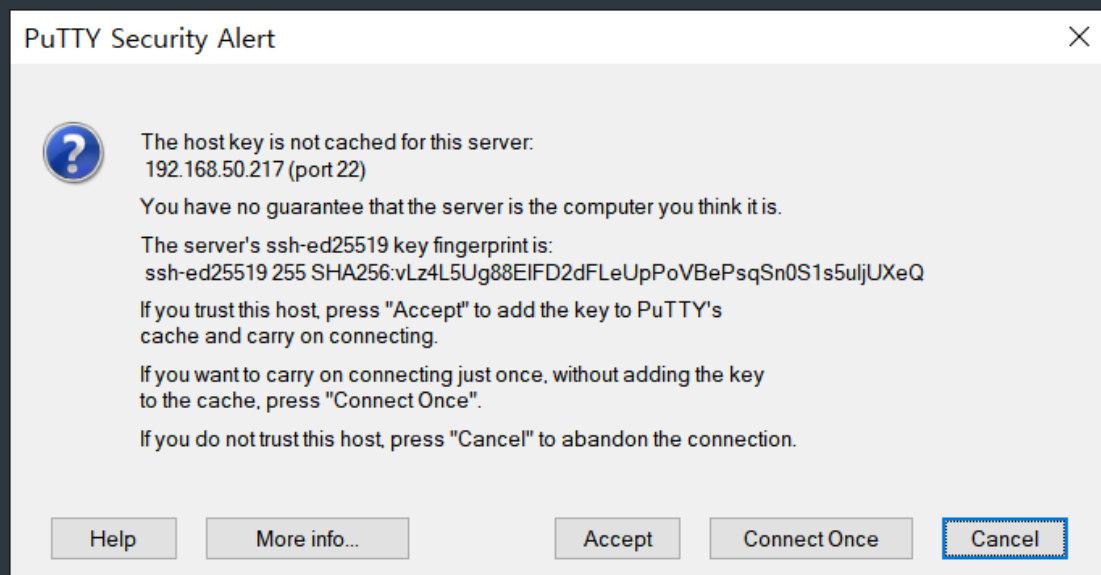 PuTTY Security Alert
The host key is not cached for this server:
192.168.50.217 (port 22)
You have no guarantee that the server is the computer you think it is.
The server's ssh-ed25519 key fingerprint is:
ssh-ed25519 255 SHA256:vLz4L5Ug88ElFD2dFLeUpPoVBePsqSn0S1s5uljUXeQ
If you trust this host, press "Accept" to add the key to PuTTY's
cache and carry on connecting.
If you want to carry on connecting just once, without adding the key
to the cache, press "Connect Once".
If you do not trust this host, press "Cancel" to abandon the connection.
Help More info... Accept Connect Once Cancel